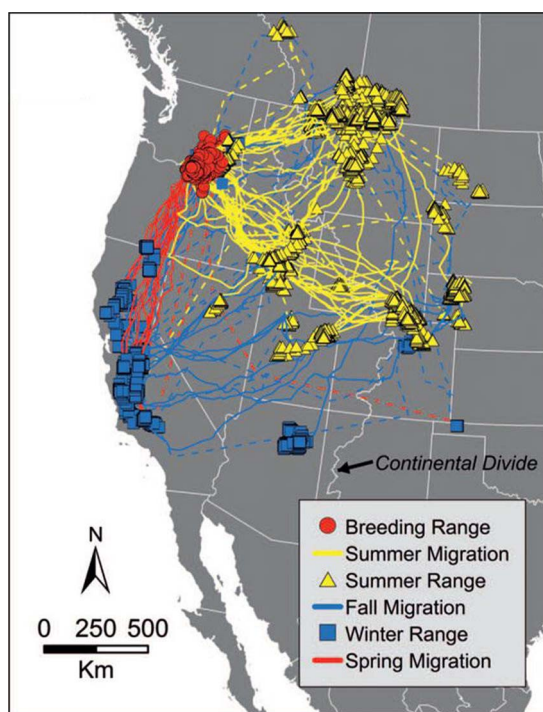 Continental Divide
Breeding Range
Summer Migration
Summer Range
Fall Migration
Winter Range
Spring Migration
N
0 250 500
Km